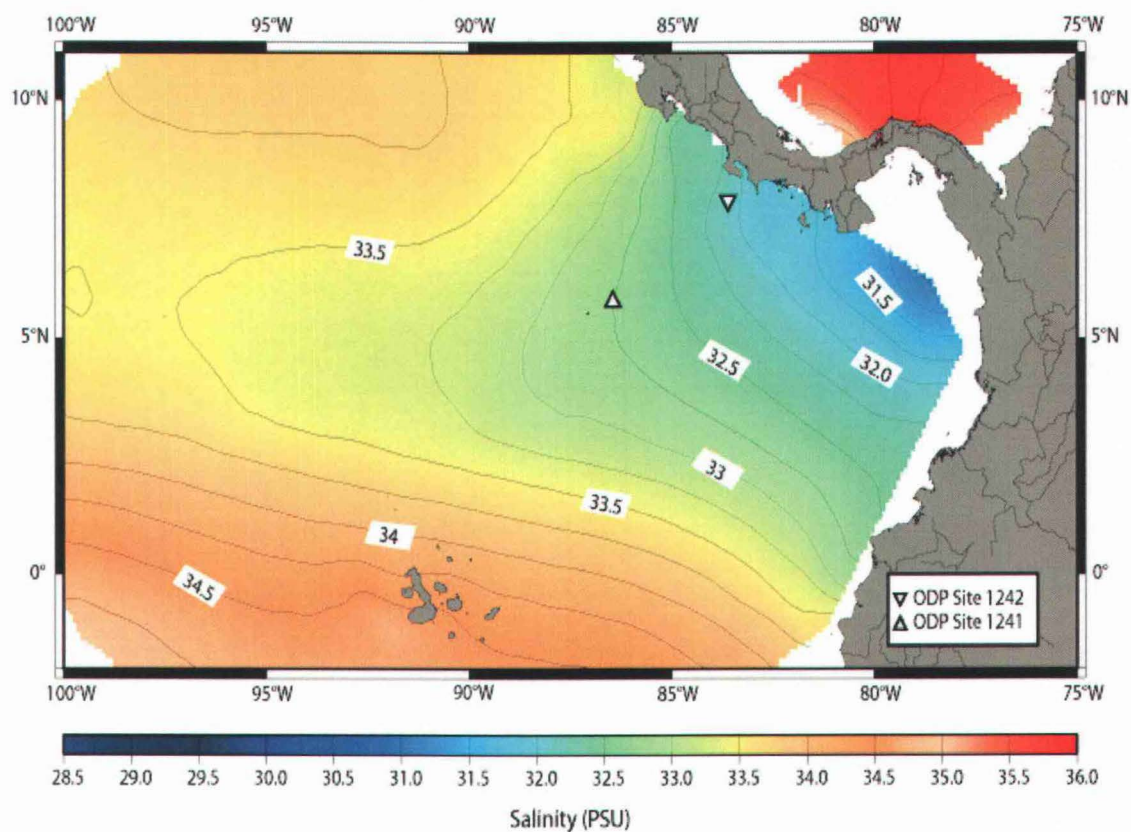 100°W 95°W 90°W 85°W 80°W 75°W
10°N 10°N
33.5
31.5
5°N 5°N
32.5 32.0
33
33.5
34
0° 0°
34.5
ODP Site 1242
ODP Site 1241
100°W 95°W 90°W 85°W 80°W 75°W
28.5 29.0 29.5 30.0 30.5 31.0 31.5 32.0 32.5 33.0 33.5 34.0 34.5 35.0 35.5 36.0
Salinity (PSU)